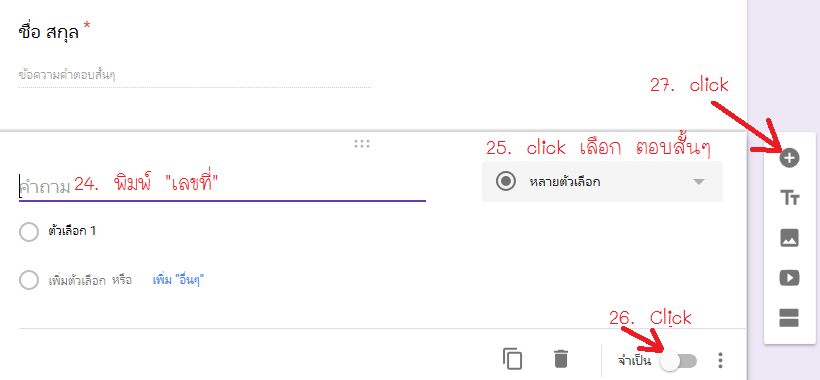 ชื่อ สกุล *
ข้อความคำตอบสั้นๆ
27. click
25. click เลือก ตอบสั้นๆ
คำถาม 24. พิมพ์ "เลขที่"
หลายตัวเลือก
Tт
ตัวเลือก 1
เพิ่มตัวเลือก หรือ เพิ่ม "อื่นๆ"
26. Click
จำเป็น